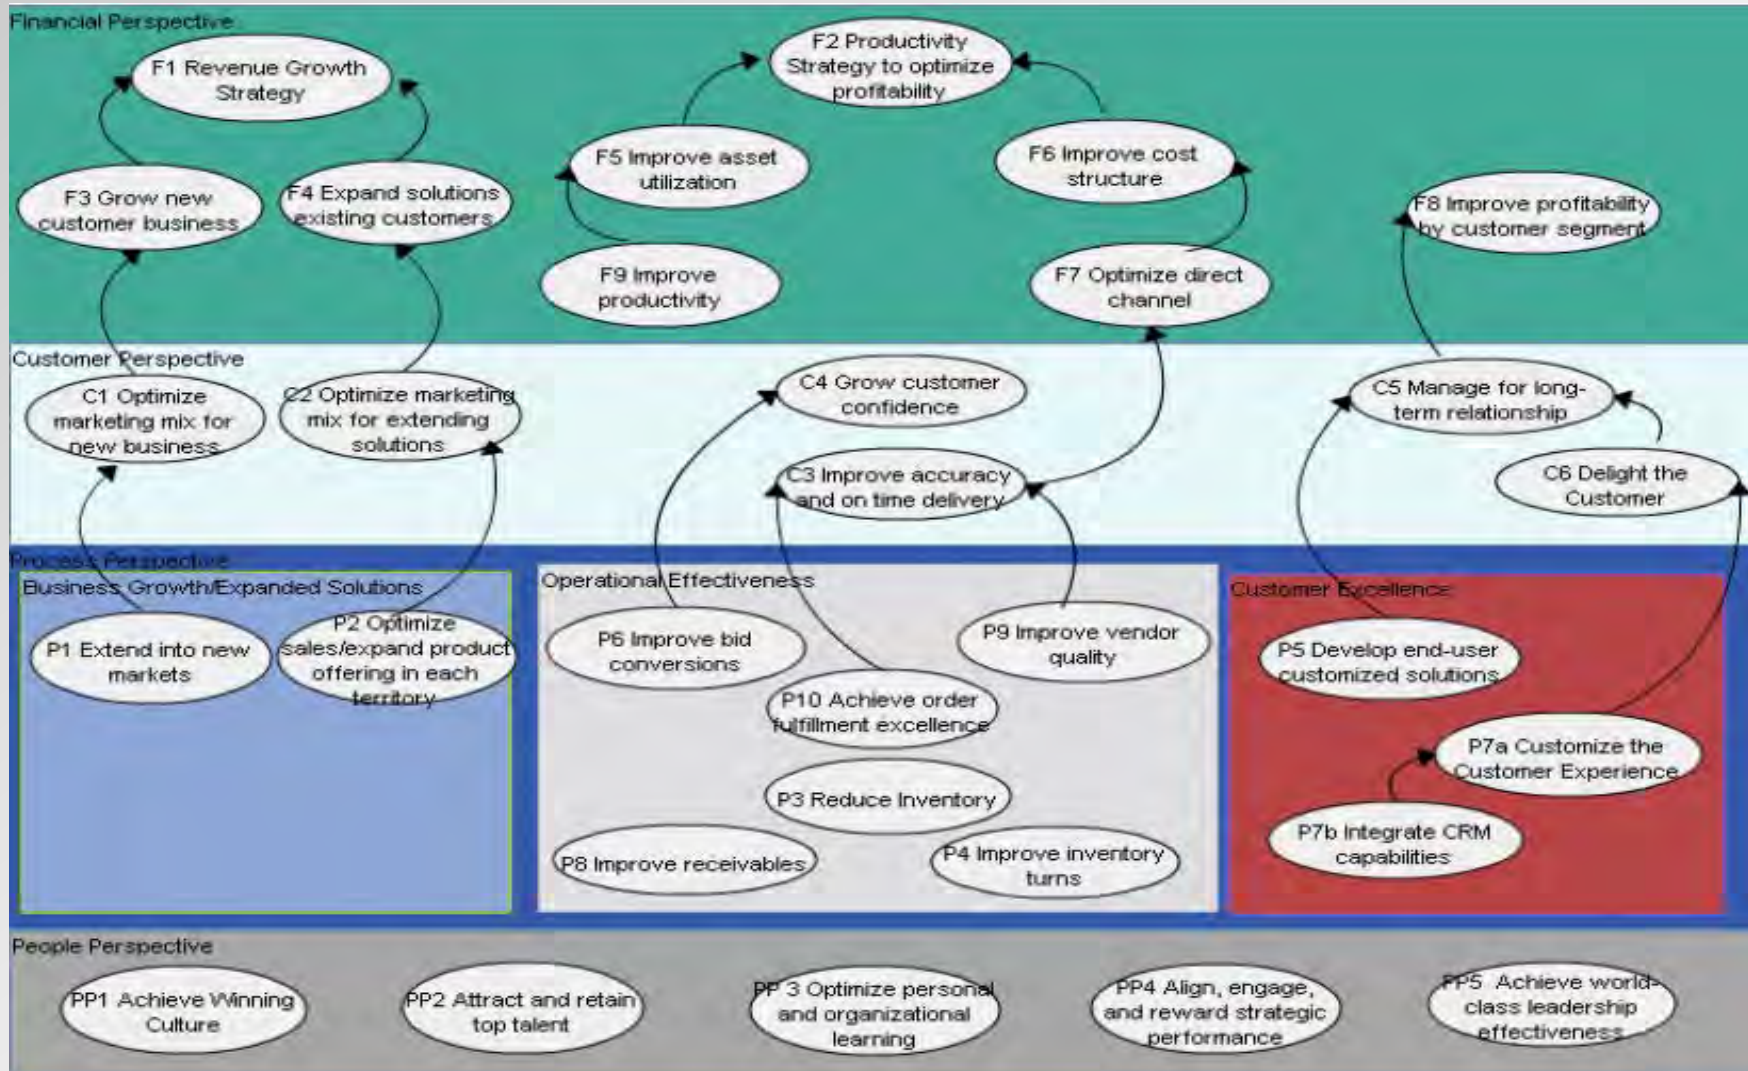 Financial Perspective
F1 Revenue Growth
Strategy
F2 Productivity
Strategy to optimize
profitability
F3 Grow new
customer business
F4 Expand solutions
existing customers
F5 Improve asset
utilization
F6 Improve cost
structure
F8 Improve profitability
by customer segment
F9 Improve
productivity
F7 Optimize direct
channel
Customer Perspective
C1 Optimize
marketing mix for
new business
C2 Optimize marketing
mix for extending
solutions
C4 Grow customer
confidence
C3 Improve accuracy
and on time delivery
C5 Manage for long-
term relationship
C6 Delight the
Customer
Process Perspective
Business Growth/Expanded Solutions
P1 Extend into new
markets
P2 Optimize
sales/expand product
offering in each
territory
Operational Effectiveness
P6 Improve bid
conversions
P9 Improve vendor
quality
P10 Achieve order
fulfillment excellence
P3 Reduce Inventory
P8 Improve receivables
P4 Improve inventory
turns
Customer Excellence
P5 Develop end-user
customized solutions
P7a Customize the
Customer Experience
P7b Integrate CRM
capabilities
People Perspective
PP1 Achieve Winning
Culture
PP2 Attract and retain
top talent
PP 3 Optimize personal
and organizational
learning
PP4 Align, engage,
and reward strategic
performance
PP5 Achieve world-
class leadership
effectiveness